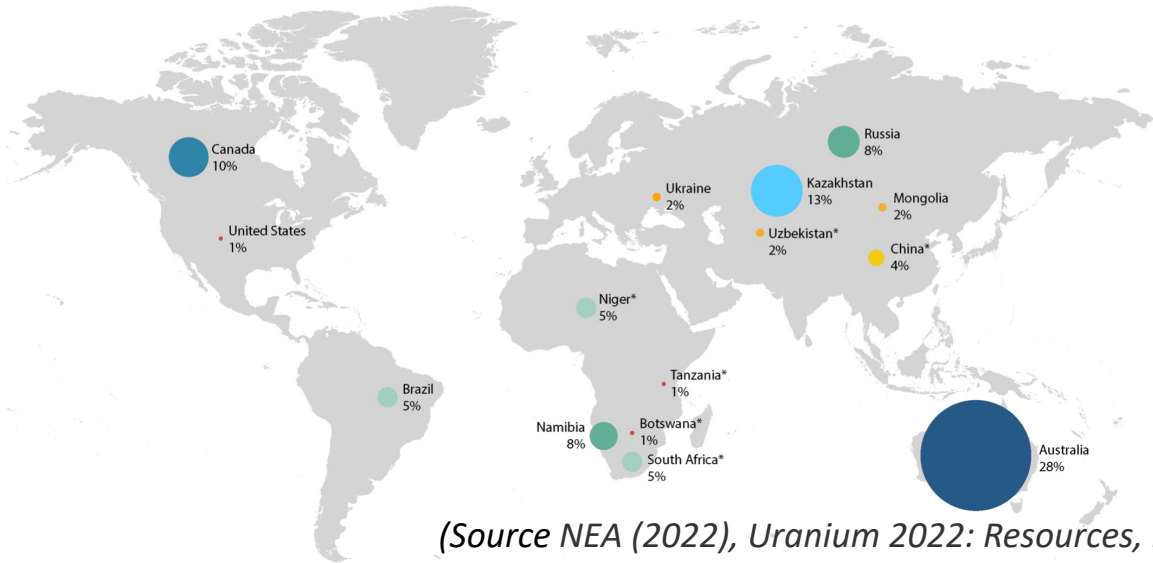 Canada
10%
United States
1%
Brazil
5%
Ukraine
2%
Russia
8%
Kazakhstan
13%
Mongolia
2%
Uzbekistan*
2%
China*
4%
Niger*
5%
Tanzania*
1%
Namibia
8%
Botswana*
1%
South Africa*
5%
Australia
28%
(Source NEA (2022), Uranium 2022: Resources,